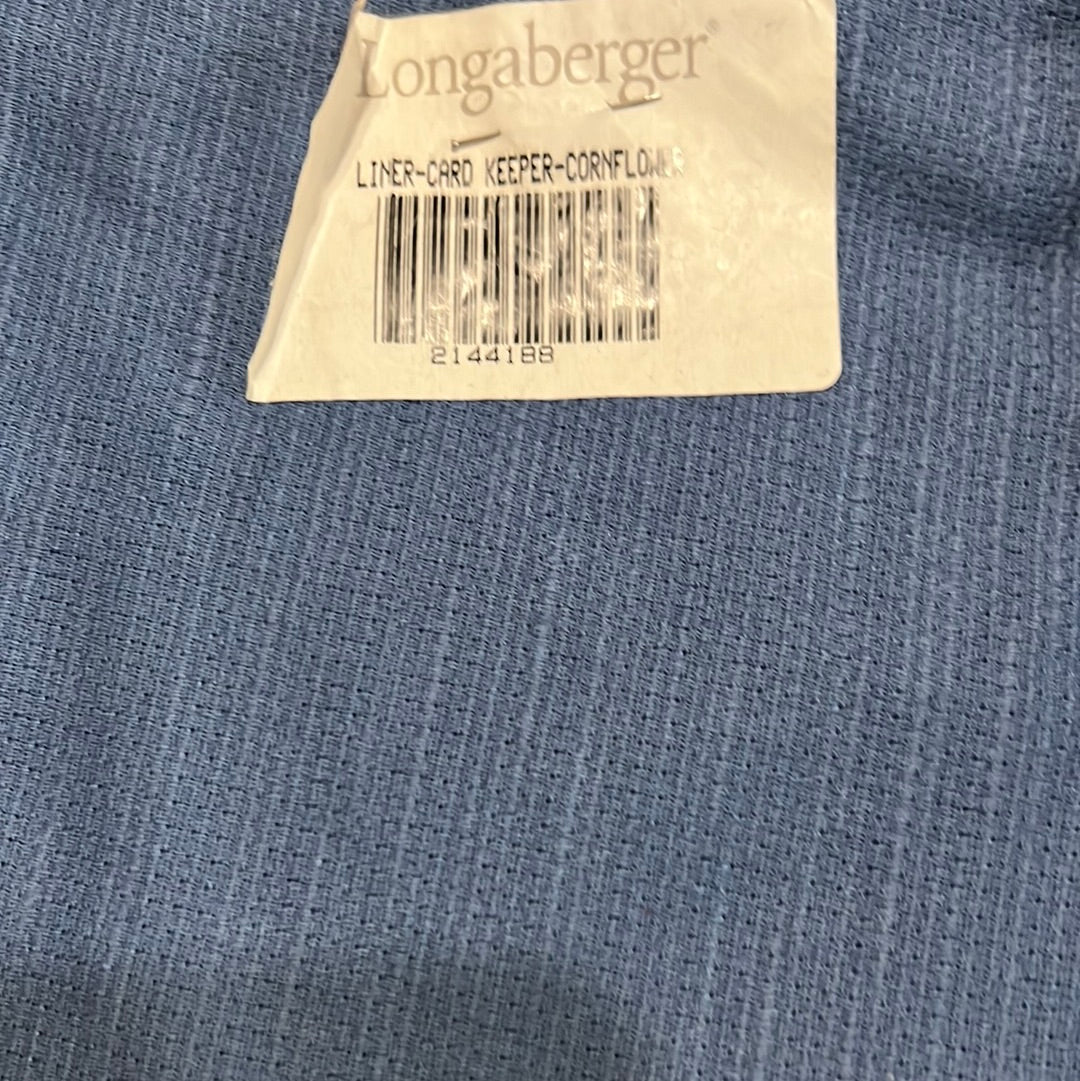 Longaberger®
LINER-CARD KEEPER-CORNFLOWER
2144188